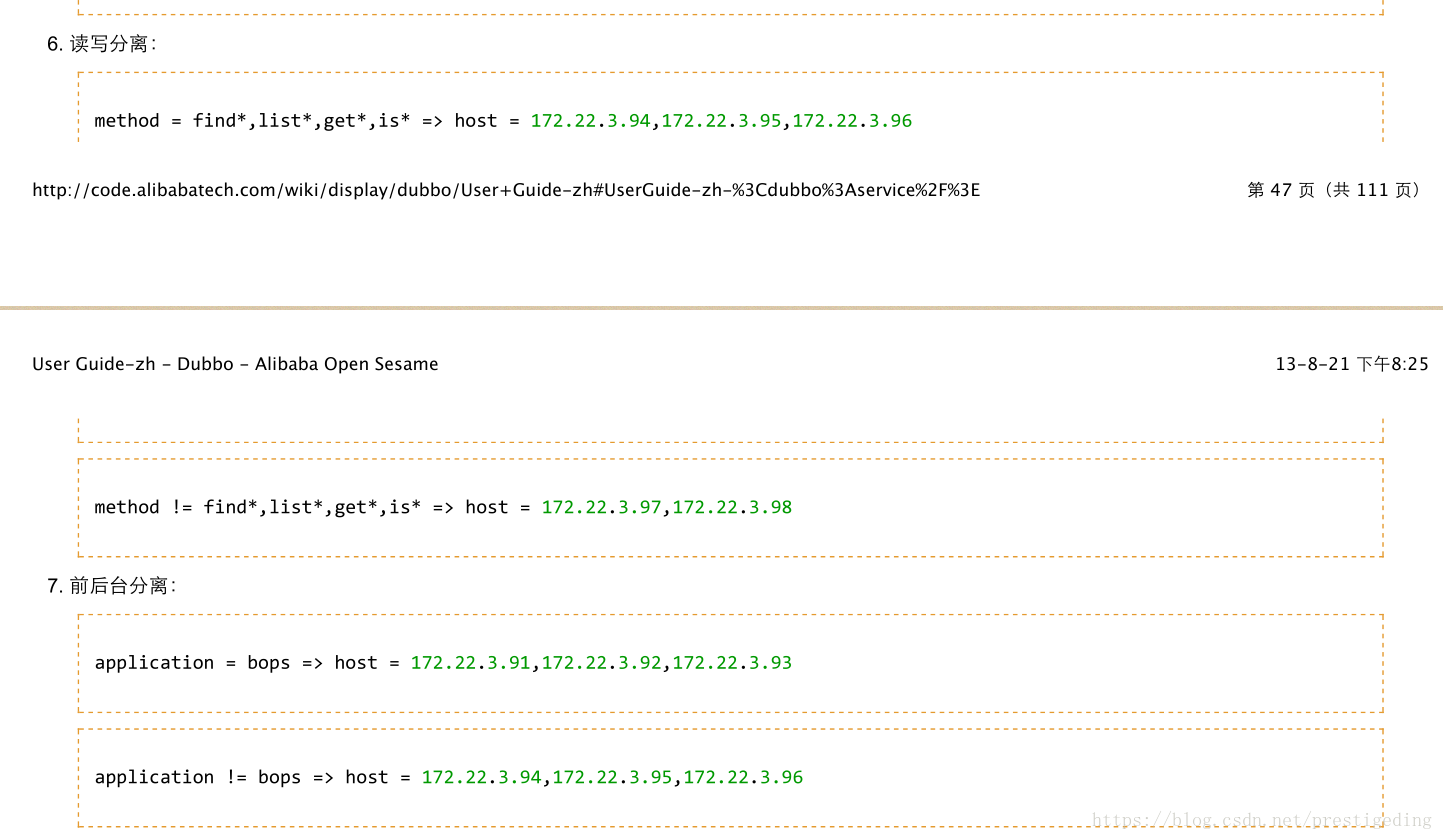 6. 读写分离：
method = find*,list*,get*,is* => host = 172.22.3.94,172.22.3.95,172.22.3.96
http://code.alibabatech.com/wiki/display/dubbo/User+Guide-zh#UserGuide-zh-%3Cdubbo%3Aservice%2F%3E 第 47 页（共 111 页）
User Guide-zh - Dubbo - Alibaba Open Sesame 13-8-21 下午8:25
method != find*,list*,get*,is* => host = 172.22.3.97,172.22.3.98
7. 前后台分离：
application = bops => host = 172.22.3.91,172.22.3.92,172.22.3.93
application != bops => host = 172.22.3.94,172.22.3.95,172.22.3.96
https://blog.csdn.net/prestigeding